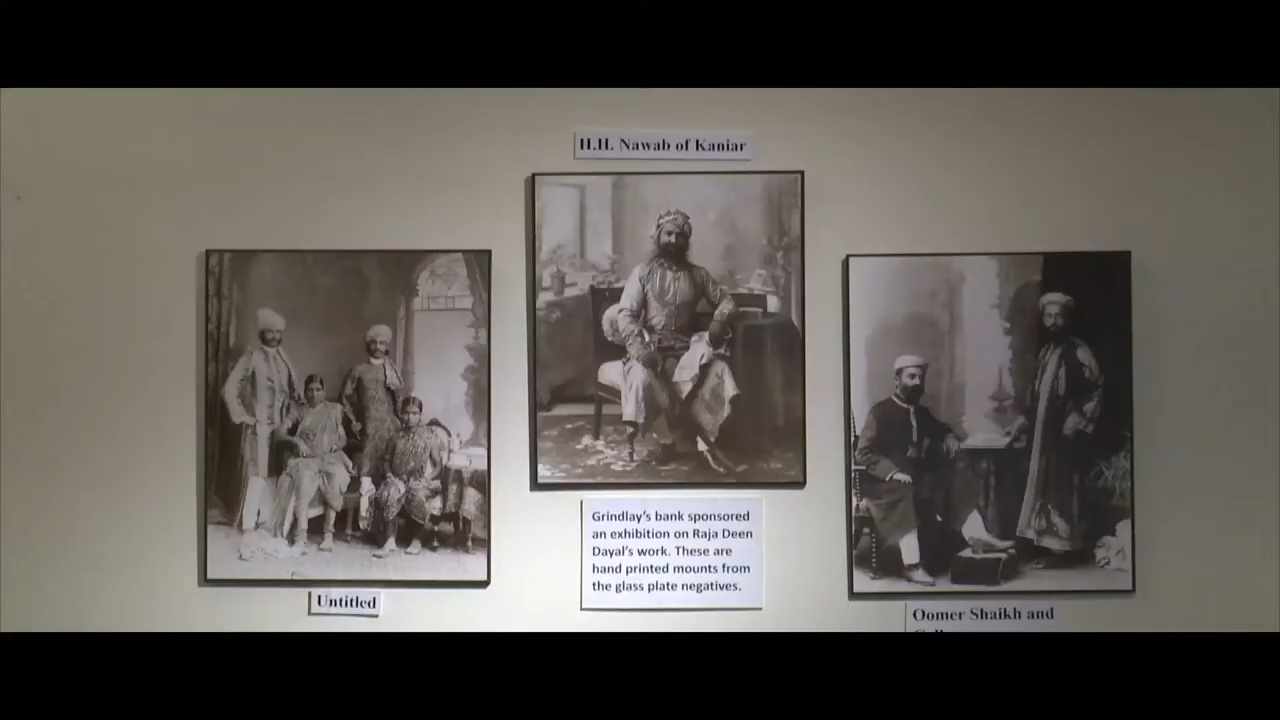 H.H. Nawab of Kaniar
Grindlay's bank sponsored
an exhibition on Raja Deen
Dayal's work. These are
hand printed mounts from
the glass plate negatives.
Untitled
Oomer Shaikh and